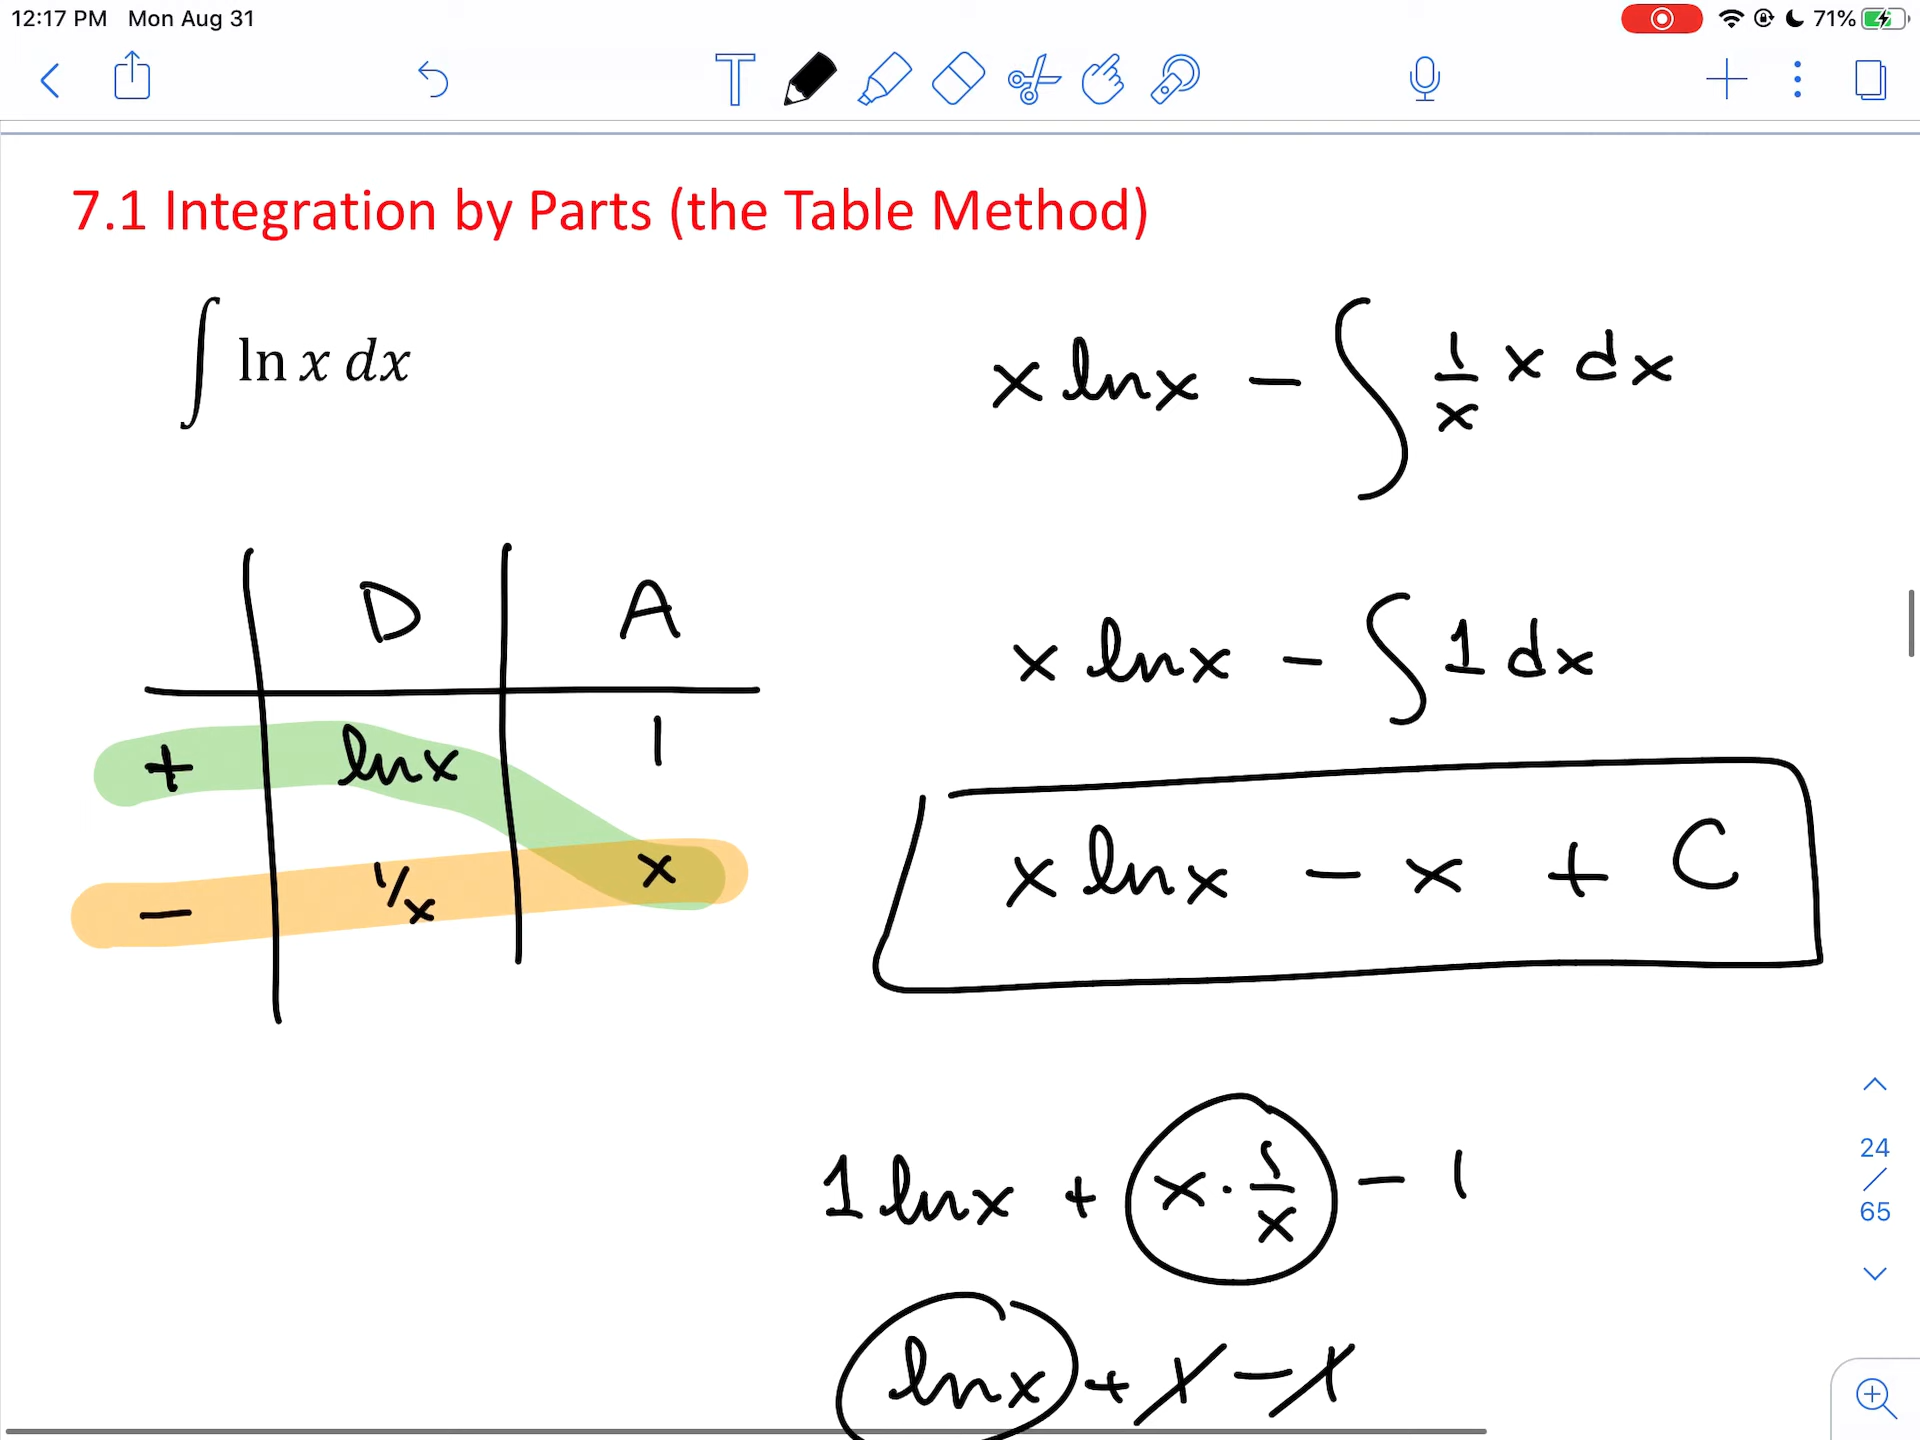 12:17 PM Mon Aug 31 71%
7.1 Integration by Parts (the Table Method)
∫ ln x dx
D A
+ ln x 1
− 1/x x
x ln x − ∫ 1/x x dx
x ln x − ∫ 1 dx
x ln x − x + C
1 ln x + x · 1/x − 1
ln x + 1 − 1
24
/
65